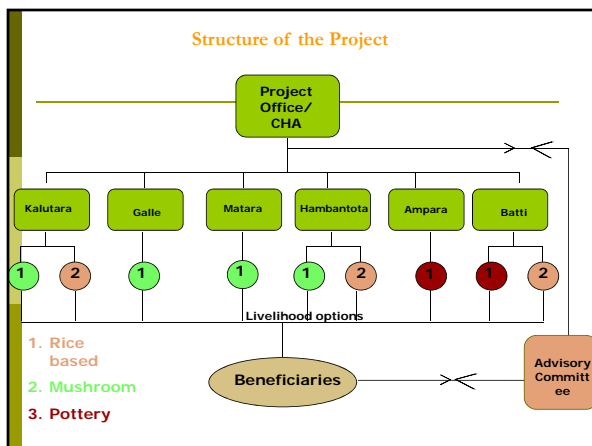 Structure of the Project
Project
Office/
CHA
Kalutara
Galle
Matara
Hambantota
Ampara
Batti
1
2
1
1
1
2
1
1
2
Livelihood options
1. Rice
based
2. Mushroom
3. Pottery
Beneficiaries
Advisory
Committ
ee